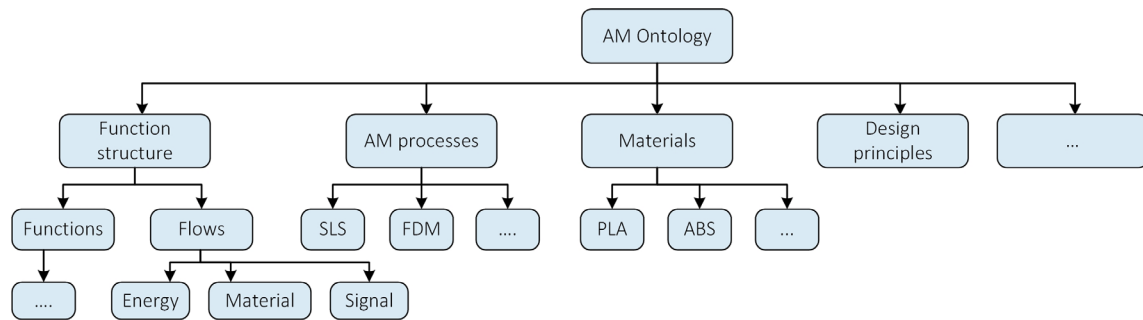 AM Ontology
Function
structure
AM processes
Materials
Design
principles
...
Functions
Flows
SLS
FDM
....
PLA
ABS
...
....
Energy
Material
Signal